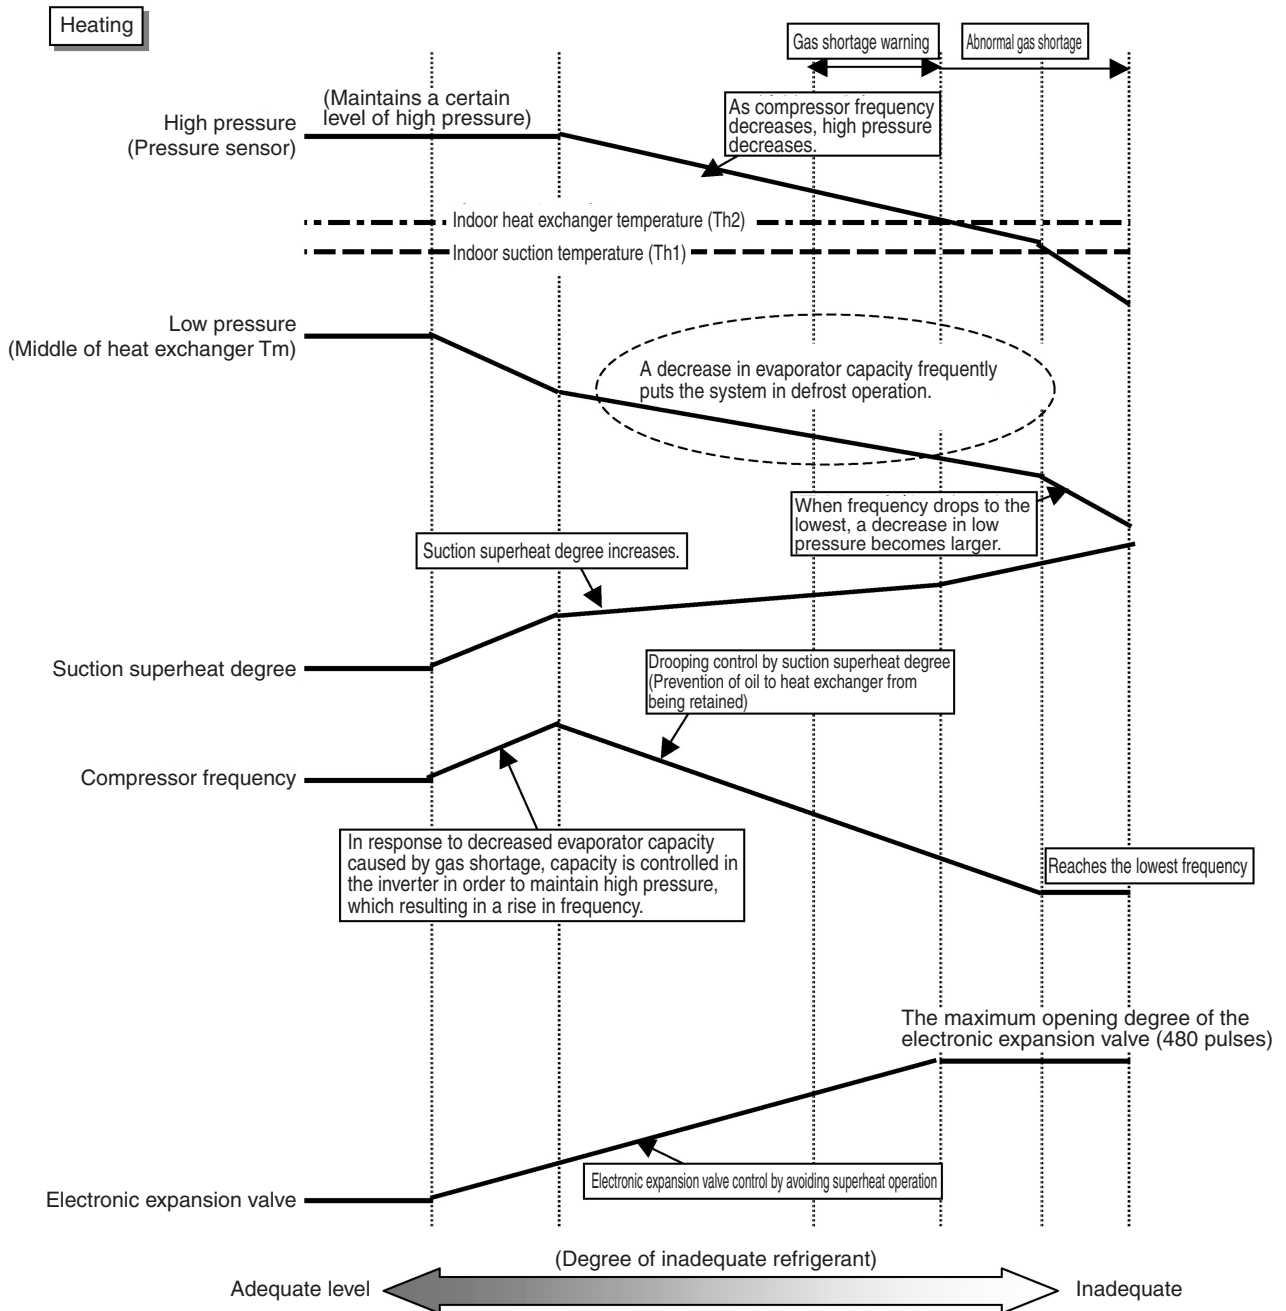 Heating
Gas shortage warning
Abnormal gas shortage
(Maintains a certain
level of high pressure)
High pressure
(Pressure sensor)
As compressor frequency
decreases, high pressure
decreases.
Indoor heat exchanger temperature (Th2)
Indoor suction temperature (Th1)
Low pressure
(Middle of heat exchanger Tm)
A decrease in evaporator capacity frequently
puts the system in defrost operation.
When frequency drops to the
lowest, a decrease in low
pressure becomes larger.
Suction superheat degree increases.
Suction superheat degree
Drooping control by suction superheat degree
(Prevention of oil to heat exchanger from
being retained)
Compressor frequency
In response to decreased evaporator capacity
caused by gas shortage, capacity is controlled in
the inverter in order to maintain high pressure,
which resulting in a rise in frequency.
Reaches the lowest frequency
The maximum opening degree of the
electronic expansion valve (480 pulses)
Electronic expansion valve control by avoiding superheat operation
Electronic expansion valve
(Degree of inadequate refrigerant)
Adequate level
Inadequate